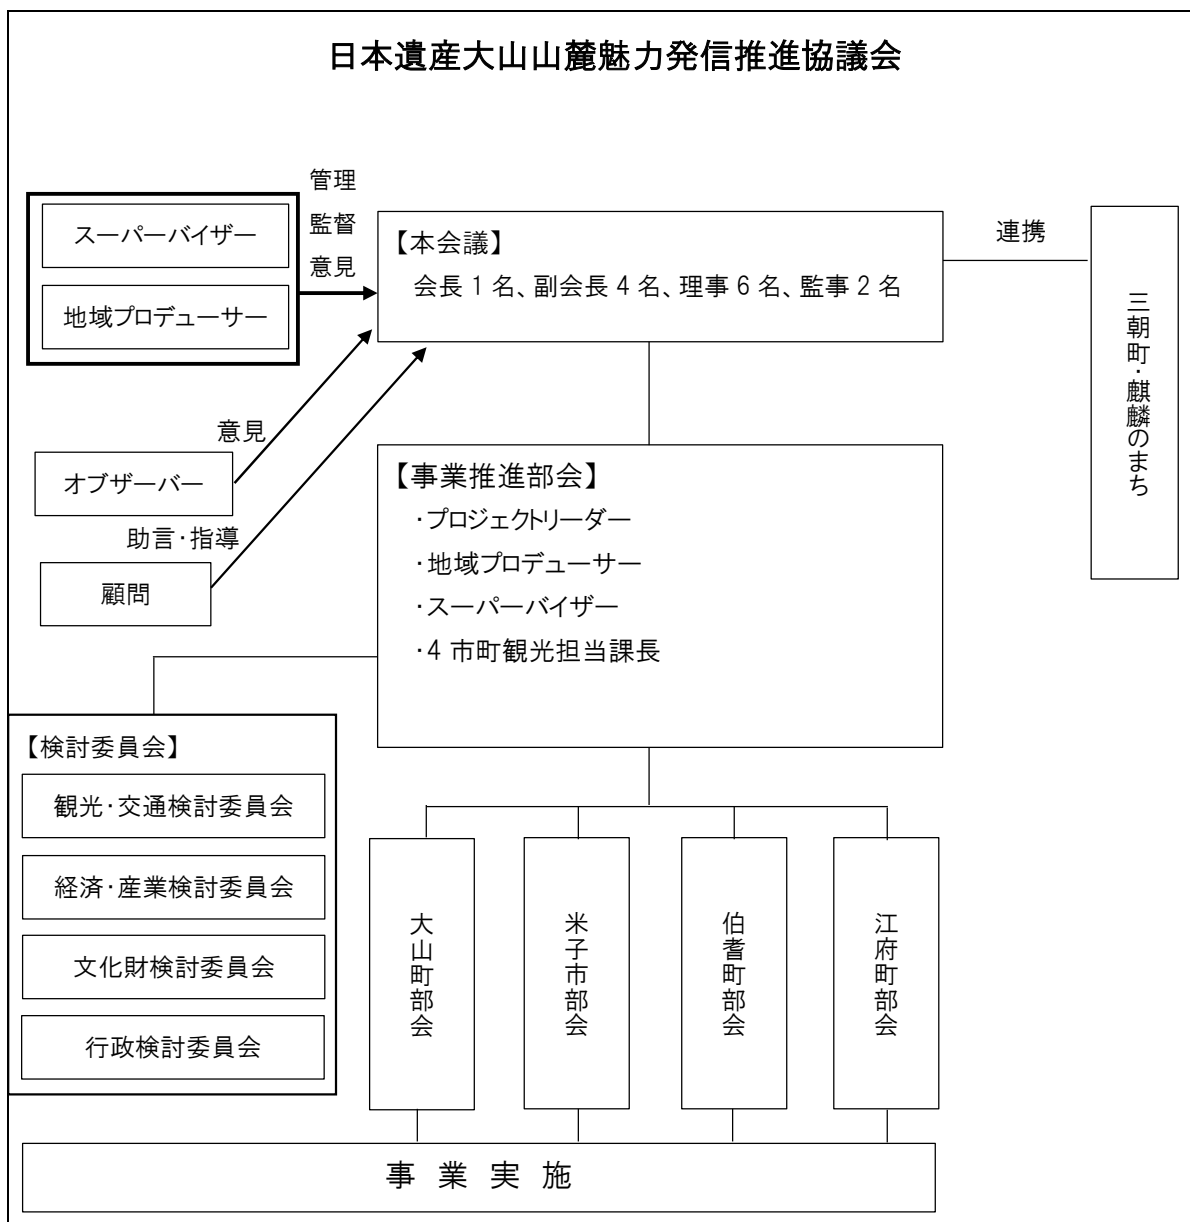 日本遺産大山山麓魅力発信推進協議会
管理
監督
意見
スーパーバイザー
地域プロデューサー
【本会議】
会長1名、副会長4名、理事6名、監事2名
連携
三朝町・麒麟のまち
意見
オブザーバー
助言・指導
顧問
【事業推進部会】
・プロジェクトリーダー
・地域プロデューサー
・スーパーバイザー
・4市町観光担当課長
【検討委員会】
観光・交通検討委員会
経済・産業検討委員会
文化財検討委員会
行政検討委員会
大山町部会
米子市部会
伯耆町部会
江府町部会
事業実施